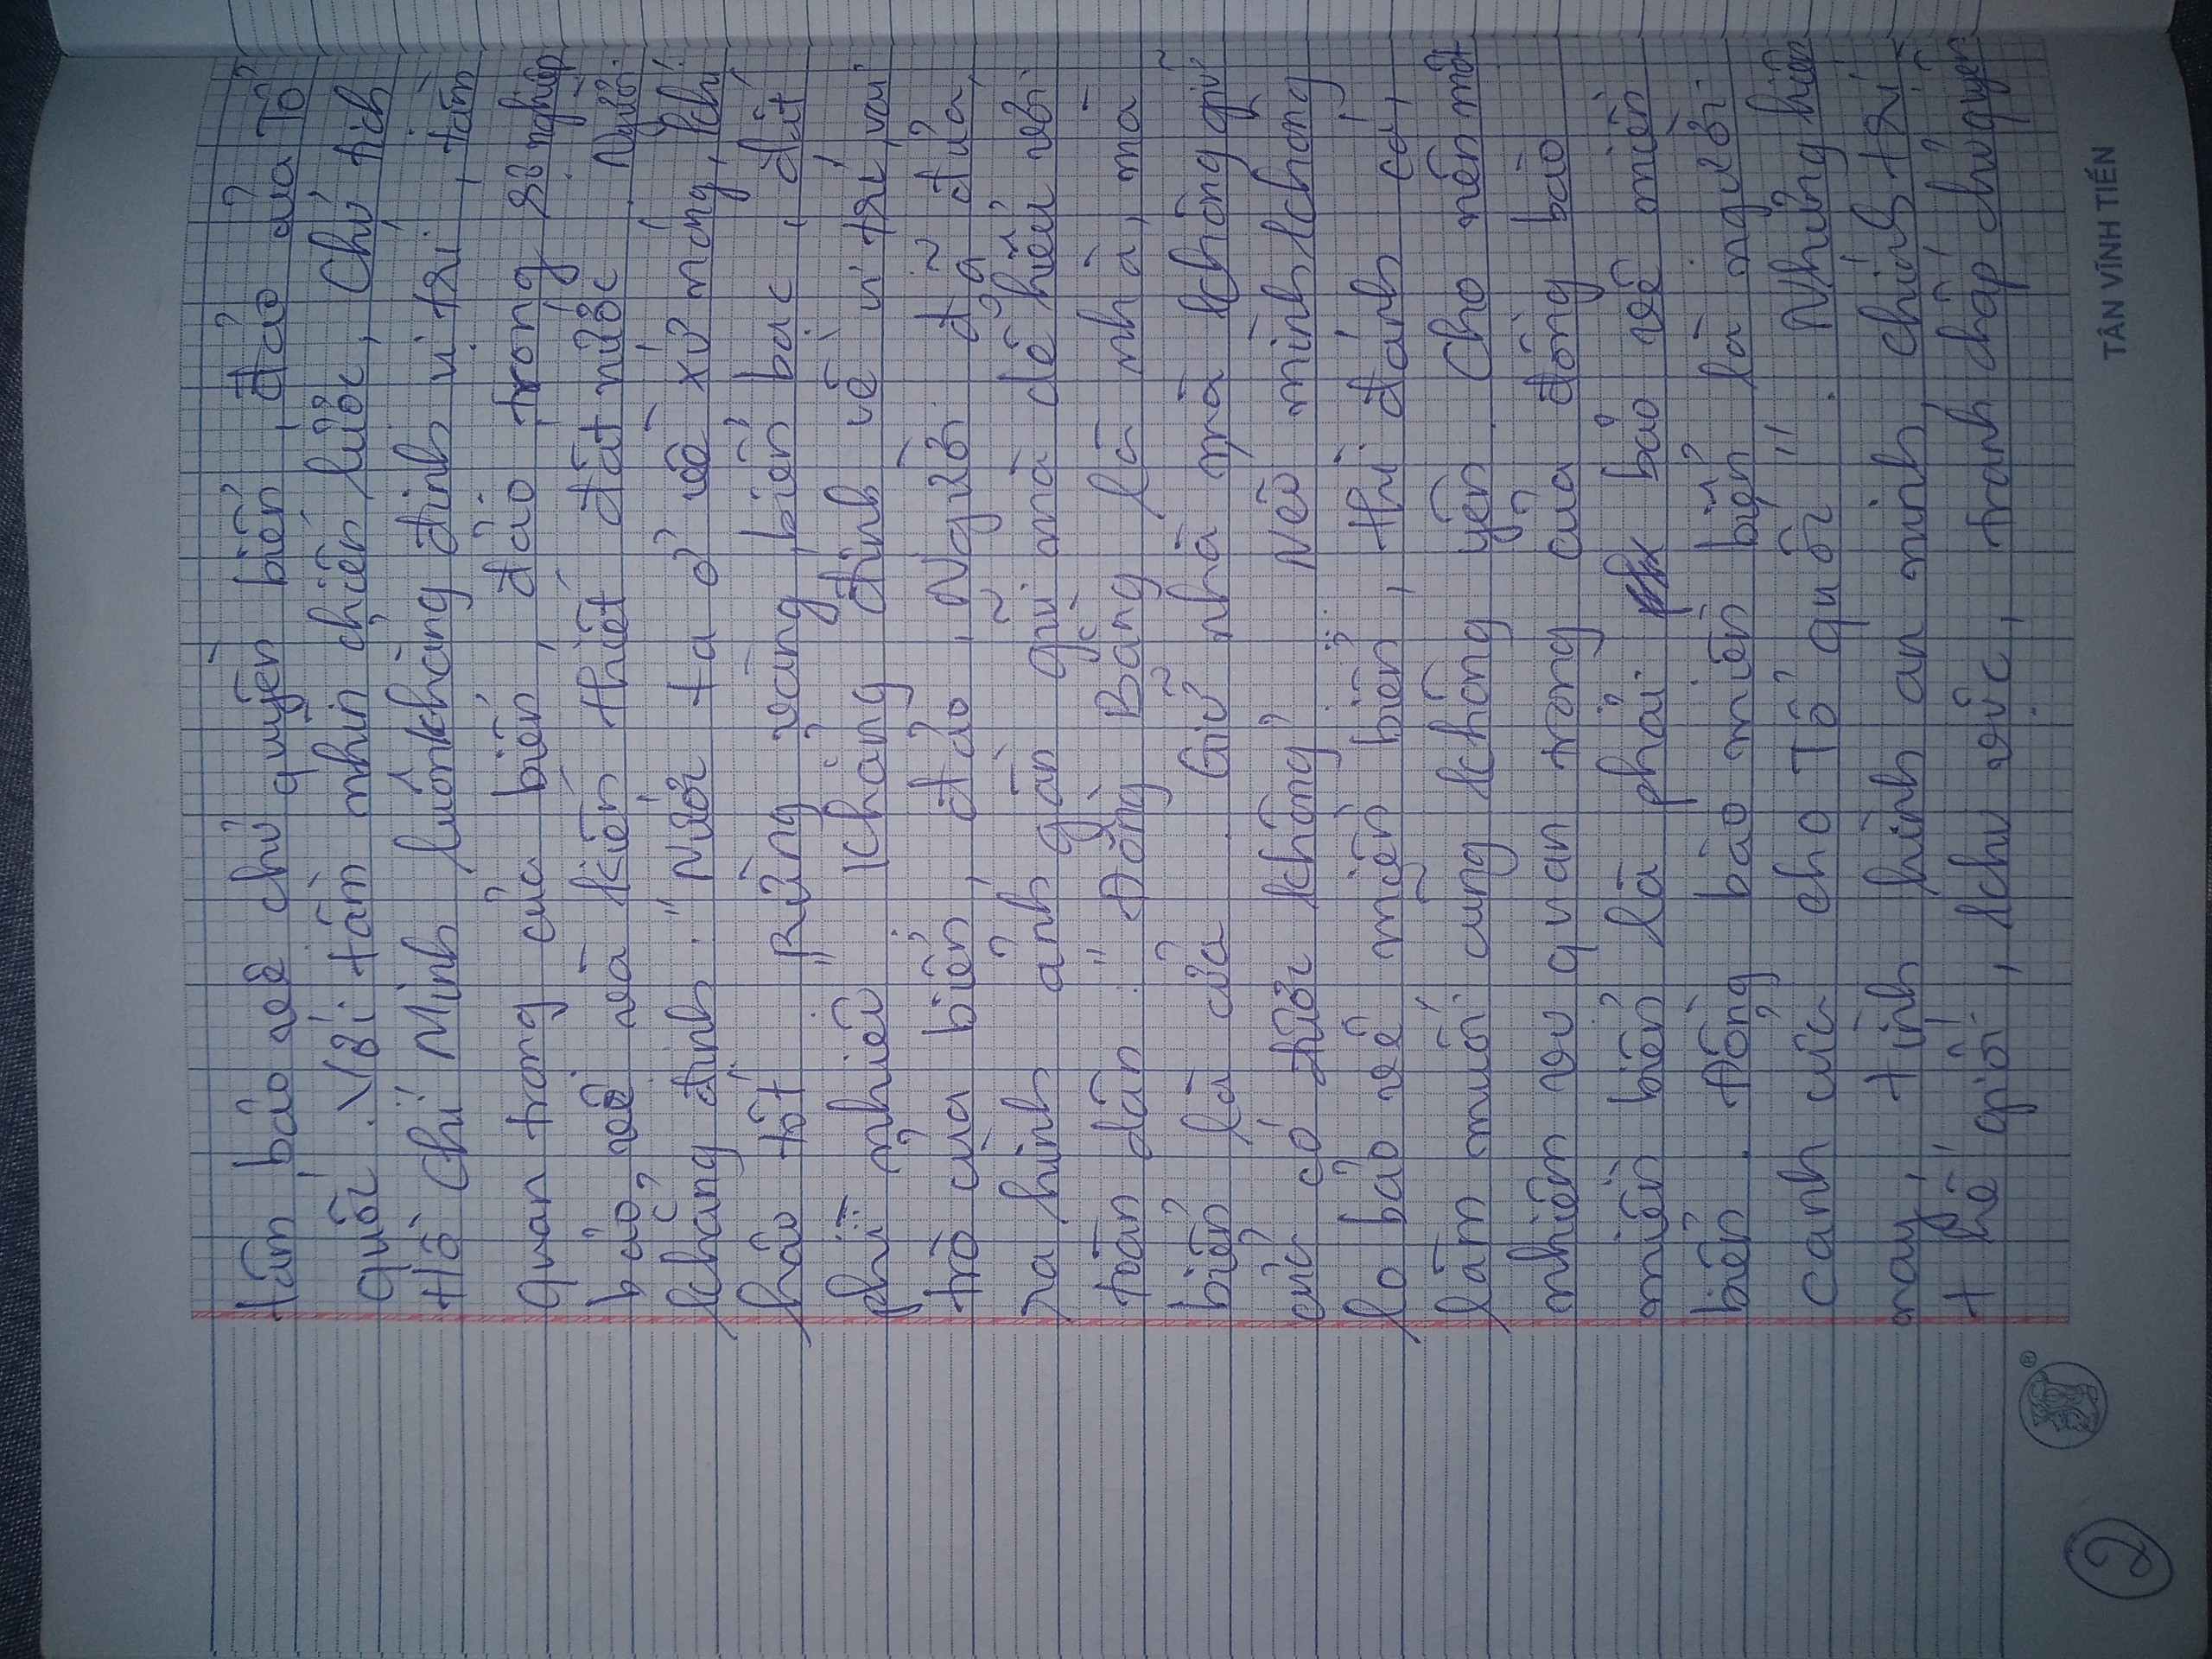 tâm bảo vệ chủ quyền biển, đảo của Tổ
quốc. Với tầm nhìn chiến lược, Chủ tịch
Hồ Chí Minh luôn khẳng định vị trí, tầm
quan trọng của biển, đảo trong sự nghiệp
bảo vệ và kiến thiết đất nước. Người
khẳng định: "Nước ta ở về xứ nóng, khí
hậu tốt. Rừng vàng biển bạc, đất
phì nhiêu". Khẳng định về vị trí, vai
trò của biển, đảo, Người đã đưa
ra hình ảnh gần gũi mà dễ hiểu với
toàn dân: "Đồng Bằng là nhà, mà
biển là cửa. Giữ nhà mà không giữ
cửa có được không? ... Nếu mình không
lo bảo vệ miền biển, thì đánh cá,
làm muối cũng không yên. Cho nên một
nhiệm vụ quan trọng của đồng bào
miền biển là phải bảo vệ miền
biển. Đồng bào miền biển là người
canh cửa cho Tổ quốc". Nhưng hiện
nay, tình hình an ninh, chính trị
thế giới, khu vực, tranh chấp chủ quyền
2
®
TÂN VĨNH TIẾN